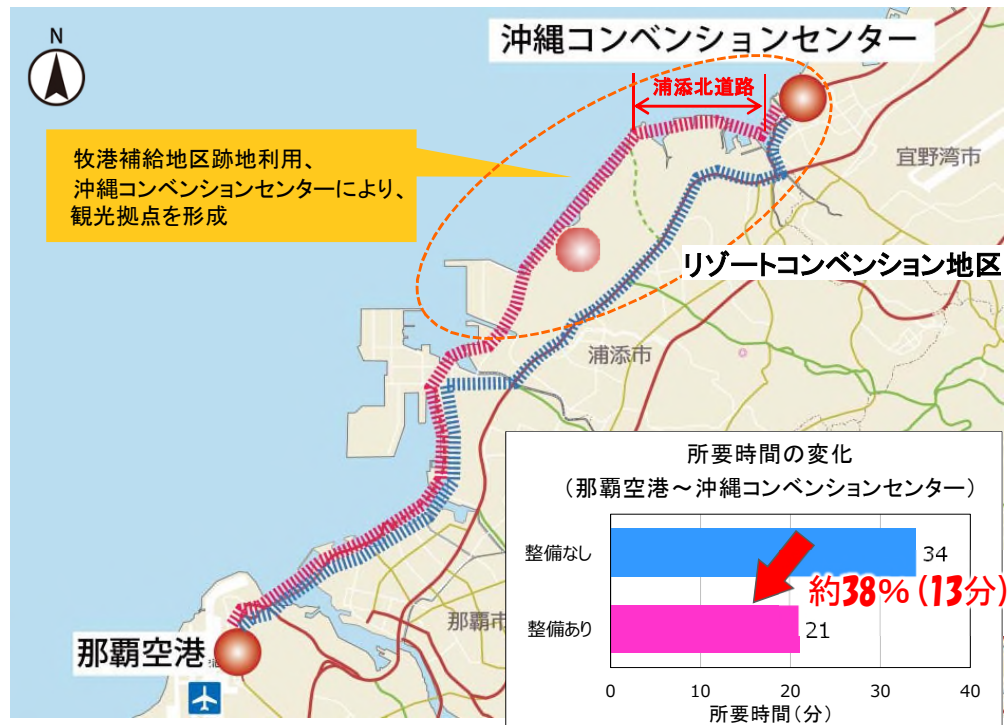 N
沖縄コンベンションセンター
浦添北道路
牧港補給地区跡地利用、
沖縄コンベンションセンターにより、
観光拠点を形成
宜野湾市
リゾートコンベンション地区
浦添市
那覇市
那覇空港
所要時間の変化
(那覇空港~沖縄コンベンションセンター)
整備なし
34
約38%(13分)
整備あり
21
0 10 20 30 40
所要時間(分)